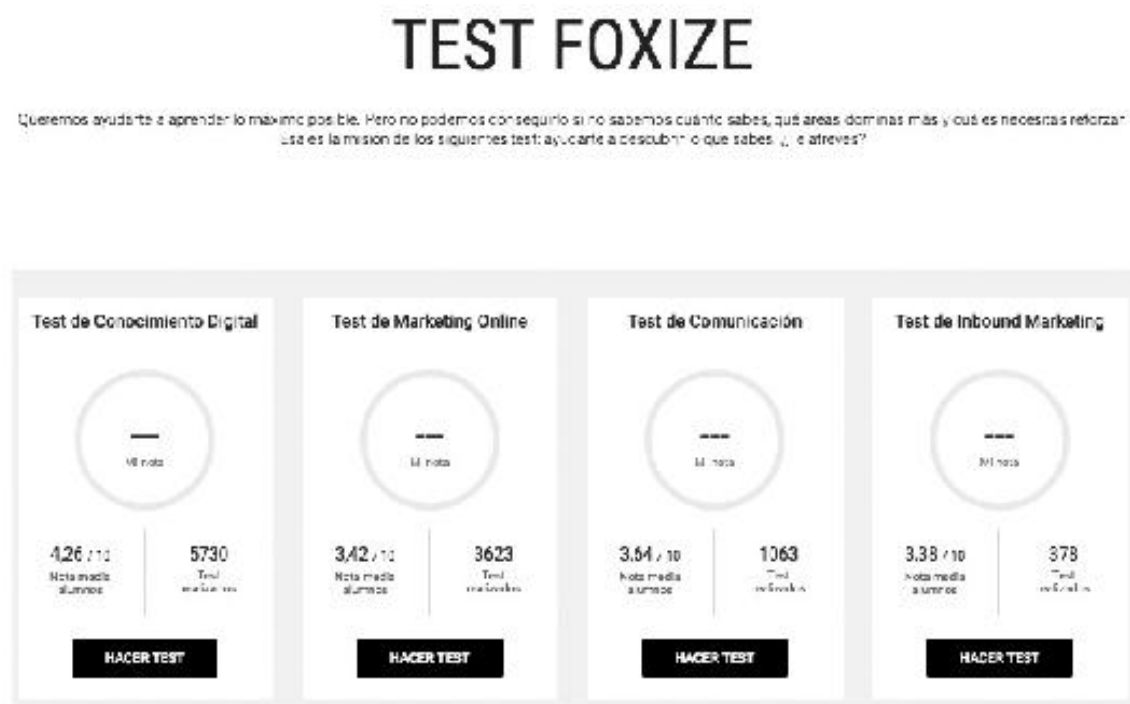 TEST FOXIZE
Queremos ayudarte a aprender lo máximo posible. Pero no podemos conseguirlo si no sabemos cuánto sabes, qué áreas dominas más y cuáles necesitas reforzar
Esa es la misión de los siguientes test: ayudarte a descubrir lo que sabes. ¿Te atreves?
Test de Conocimiento Digital
---
Mi nota
4,26 / 10
Nota media
alumnos
5730
Test
realizados
HACER TEST
Test de Marketing Online
---
Mi nota
3,42 / 10
Nota media
alumnos
3623
Test
realizados
HACER TEST
Test de Comunicación
---
Mi nota
3,64 / 10
Nota media
alumnos
1063
Test
realizados
HACER TEST
Test de Inbound Marketing
---
Mi nota
3,38 / 10
Nota media
alumnos
378
Test
realizados
HACER TEST